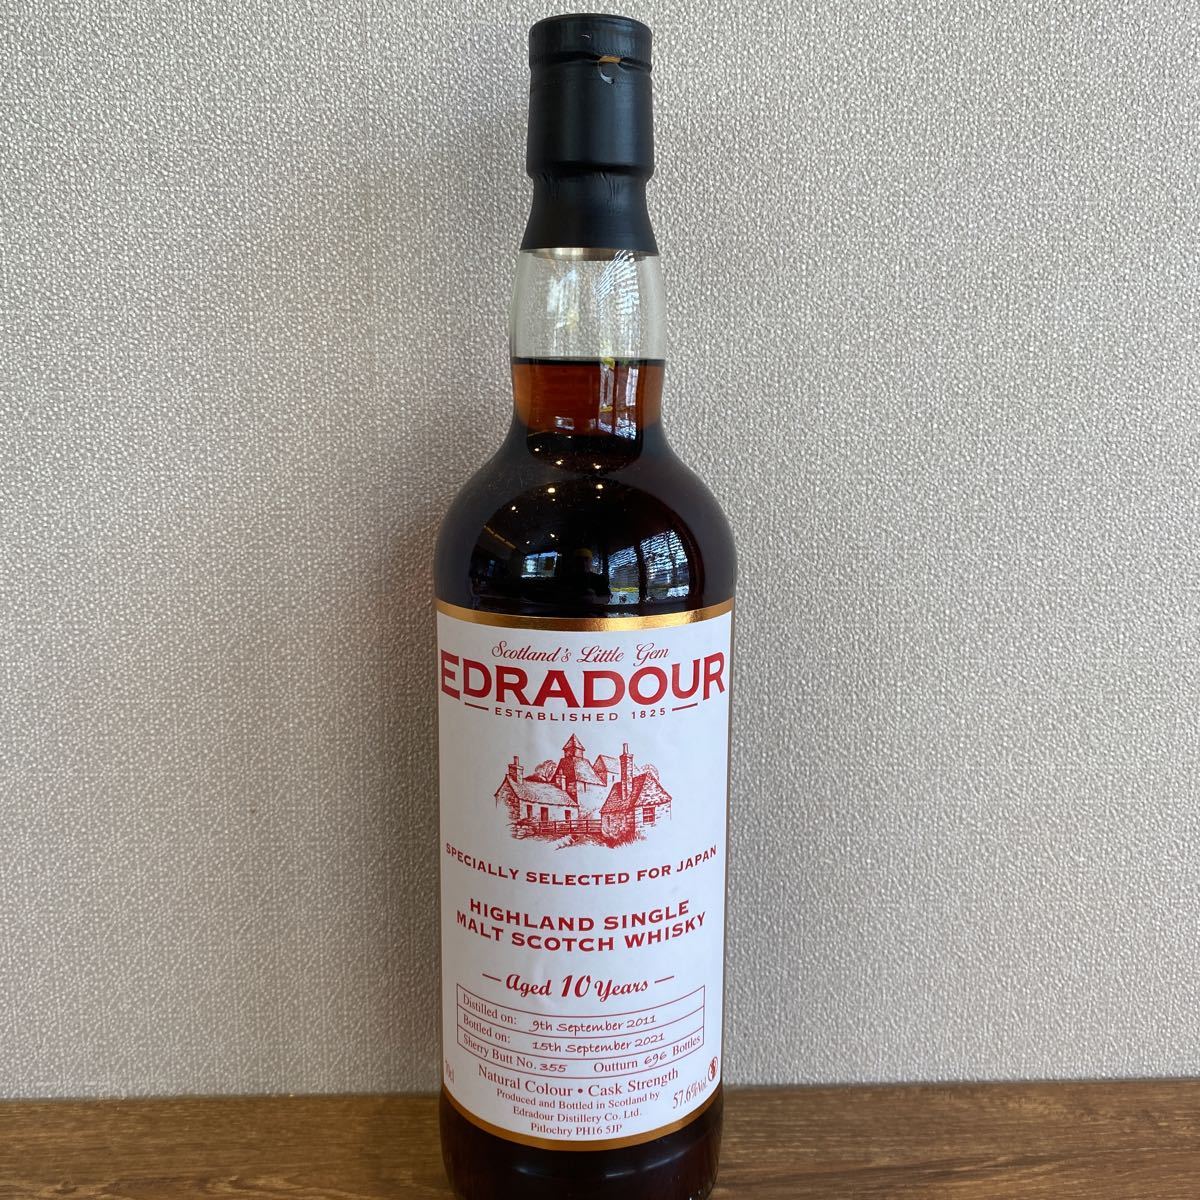 Scotland's Little Gem
EDRADOUR
ESTABLISHED 1825
SPECIALLY SELECTED FOR JAPAN
HIGHLAND SINGLE
MALT SCOTCH WHISKY
Aged 10 Years
Distilled on: 9th September 2011
Bottled on: 15th September 2021
Sherry Butt No. 355 Outturn 696 Bottles
Natural Colour • Cask Strength
57.6%Vol.
Produced and Bottled in Scotland by
Edradour Distillery Co. Ltd.
Pitlochry PH16 5JP